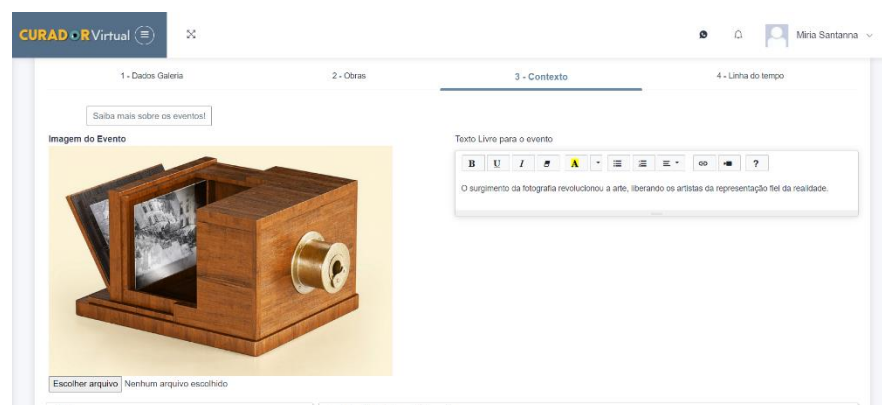 CURADORVirtual
Miria Santanna
1 - Dados Galeria
2 - Obras
3 - Contexto
4 - Linha do tempo
Saiba mais sobre os eventos!
Imagem do Evento
Texto Livre para o evento
B U I A ?
O surgimento da fotografia revolucionou a arte, liberando os artistas da representação fiel da realidade.
Escolher arquivo Nenhum arquivo escolhido